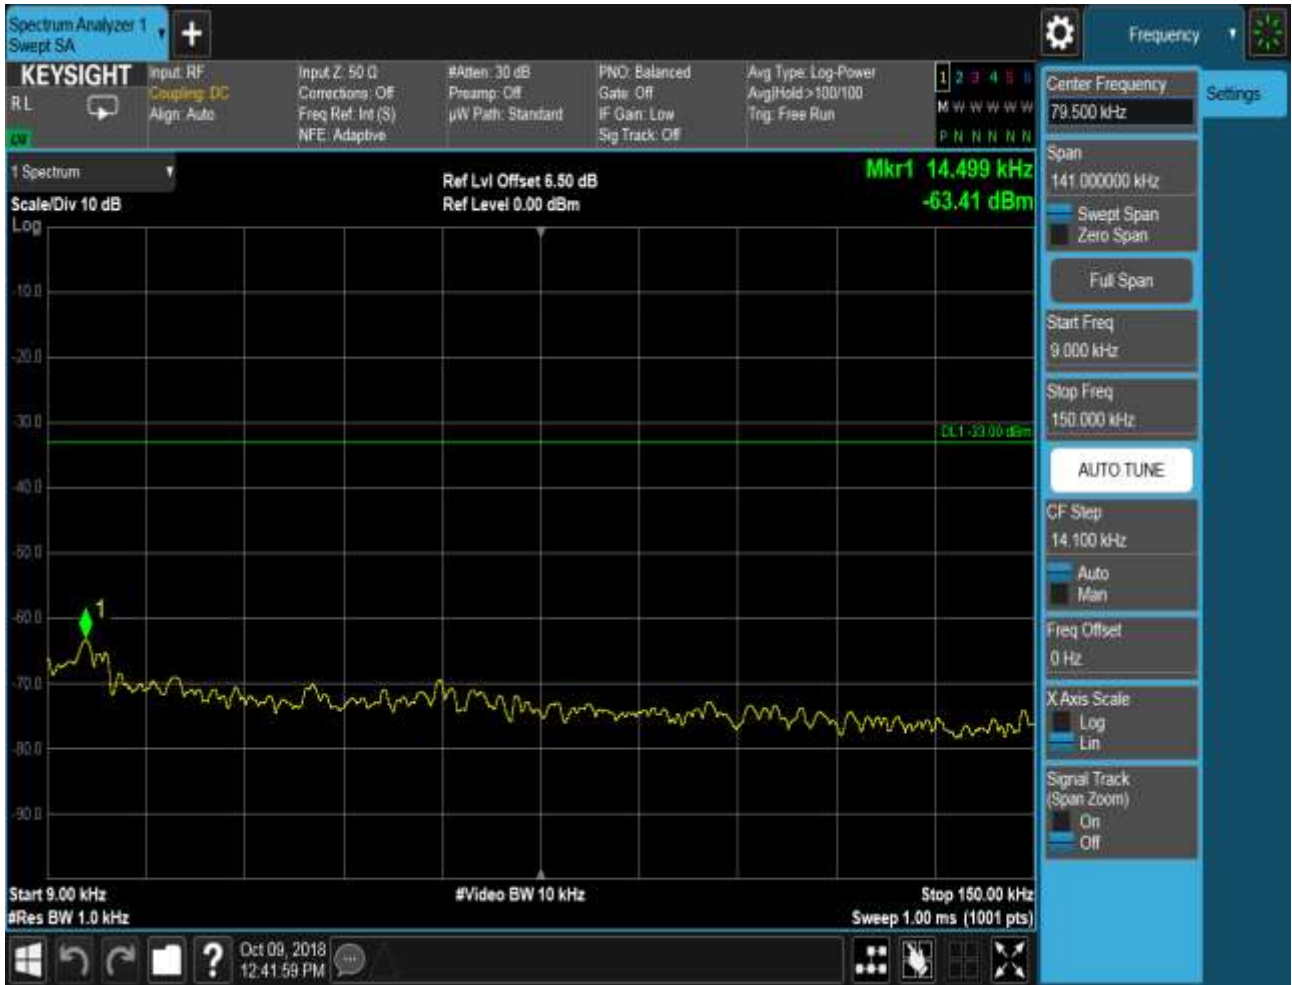 Spectrum Analyzer 1
Swept SA
Frequency
KEYSIGHT
RL
Input: RF
Coupling: DC
Align: Auto
Input Z: 50 Ω
Corrections: Off
Freq Ref: Int (S)
NFE: Adaptive
#Atten: 30 dB
Preamp: Off
µW Path: Standard
PNO: Balanced
Gate: Off
IF Gain: Low
Sig Track: Off
Avg Type: Log-Power
Avg|Hold:>100/100
Trig: Free Run
1 2 3 4 5 6
M W W W W W
P N N N N N
1 Spectrum
Scale/Div 10 dB
Log
Ref Lvl Offset 6.50 dB
Ref Level 0.00 dBm
Mkr1 14.499 kHz
-63.41 dBm
-10.0
-20.0
-30.0
DL1 -33.00 dBm
-40.0
-50.0
1
-60.0
-70.0
-80.0
-90.0
Start 9.00 kHz
#Res BW 1.0 kHz
#Video BW 10 kHz
Stop 150.00 kHz
Sweep 1.00 ms (1001 pts)
Center Frequency
79.500 kHz
Settings
Span
141.000000 kHz
Swept Span
Zero Span
Full Span
Start Freq
9.000 kHz
Stop Freq
150.000 kHz
AUTO TUNE
CF Step
14.100 kHz
Auto
Man
Freq Offset
0 Hz
X Axis Scale
Log
Lin
Signal Track
(Span Zoom)
On
Off
?
Oct 09, 2018
12:41:59 PM